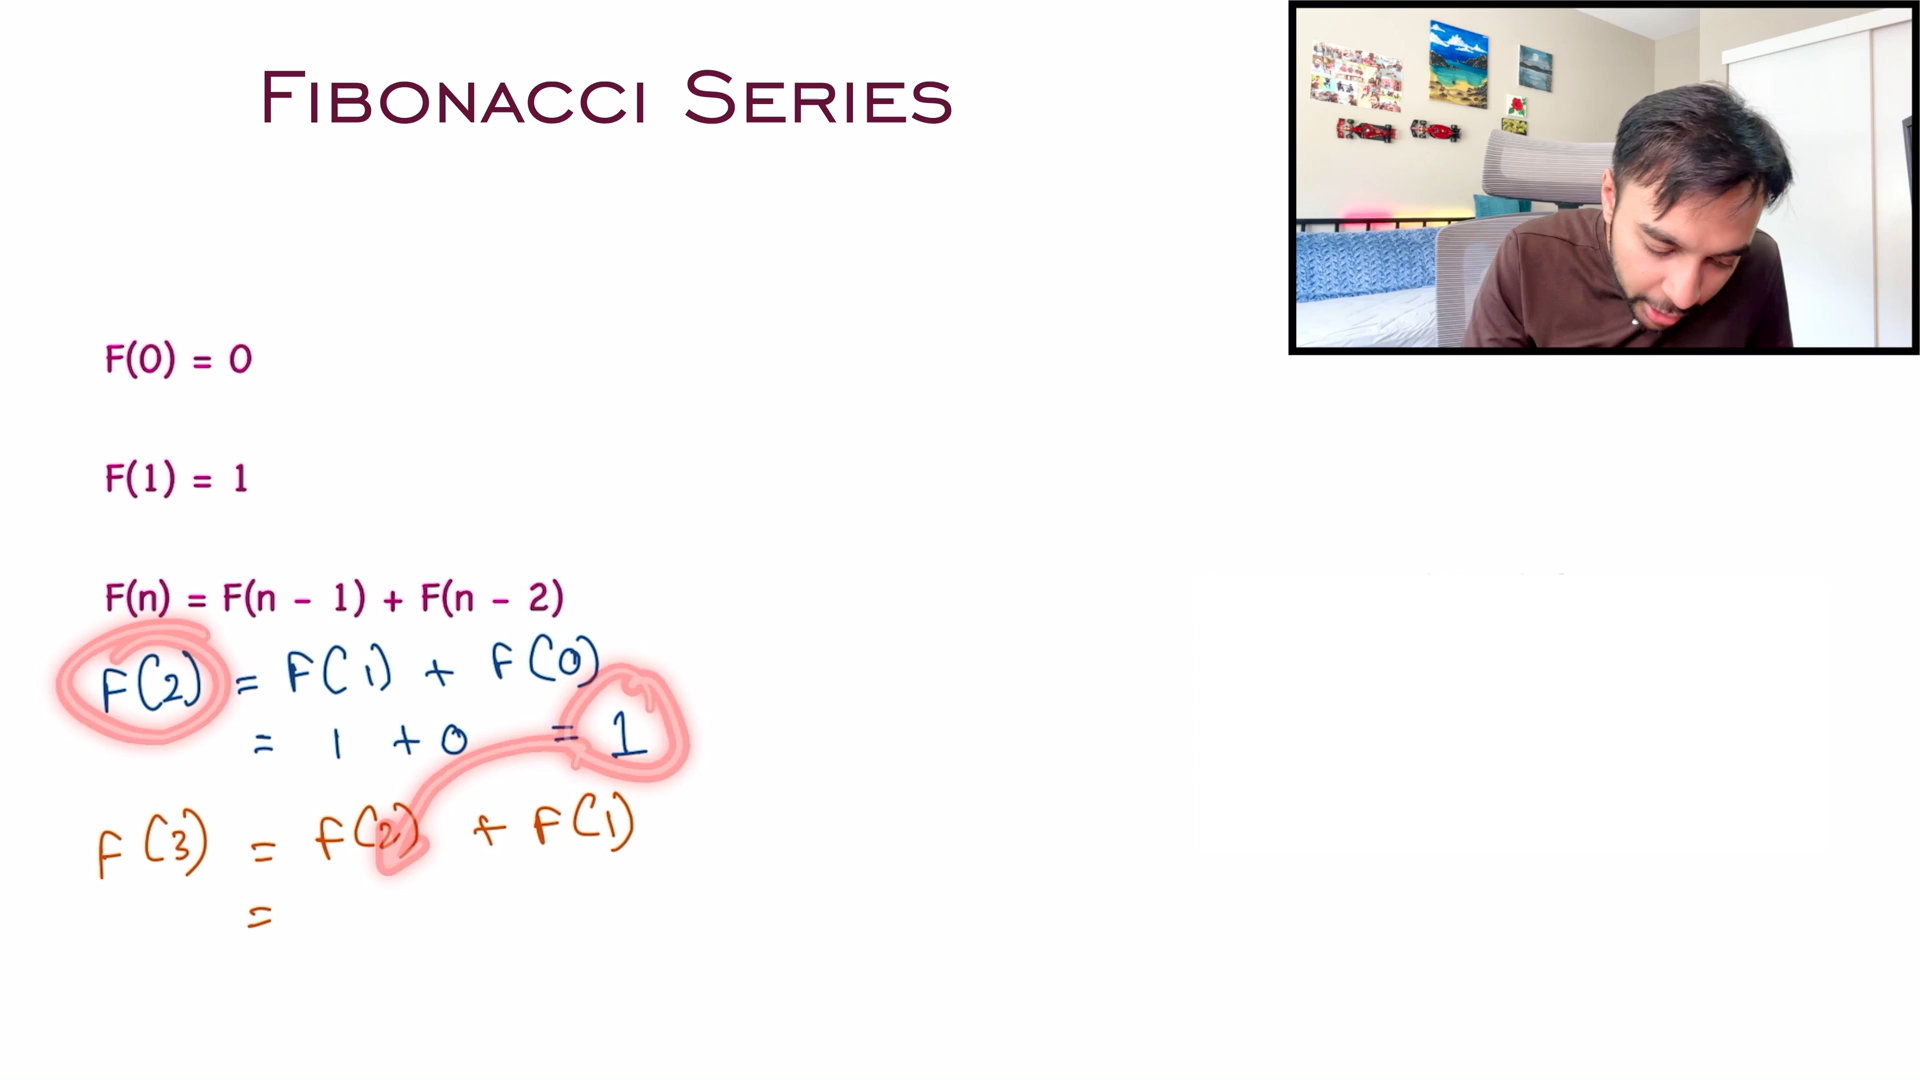 FIBONACCI SERIES
F(0) = 0
F(1) = 1
F(n) = F(n - 1) + F(n - 2)
F(2) = F(1) + F(0)
= 1 + 0 = 1
F(3) = F(2) + F(1)
=